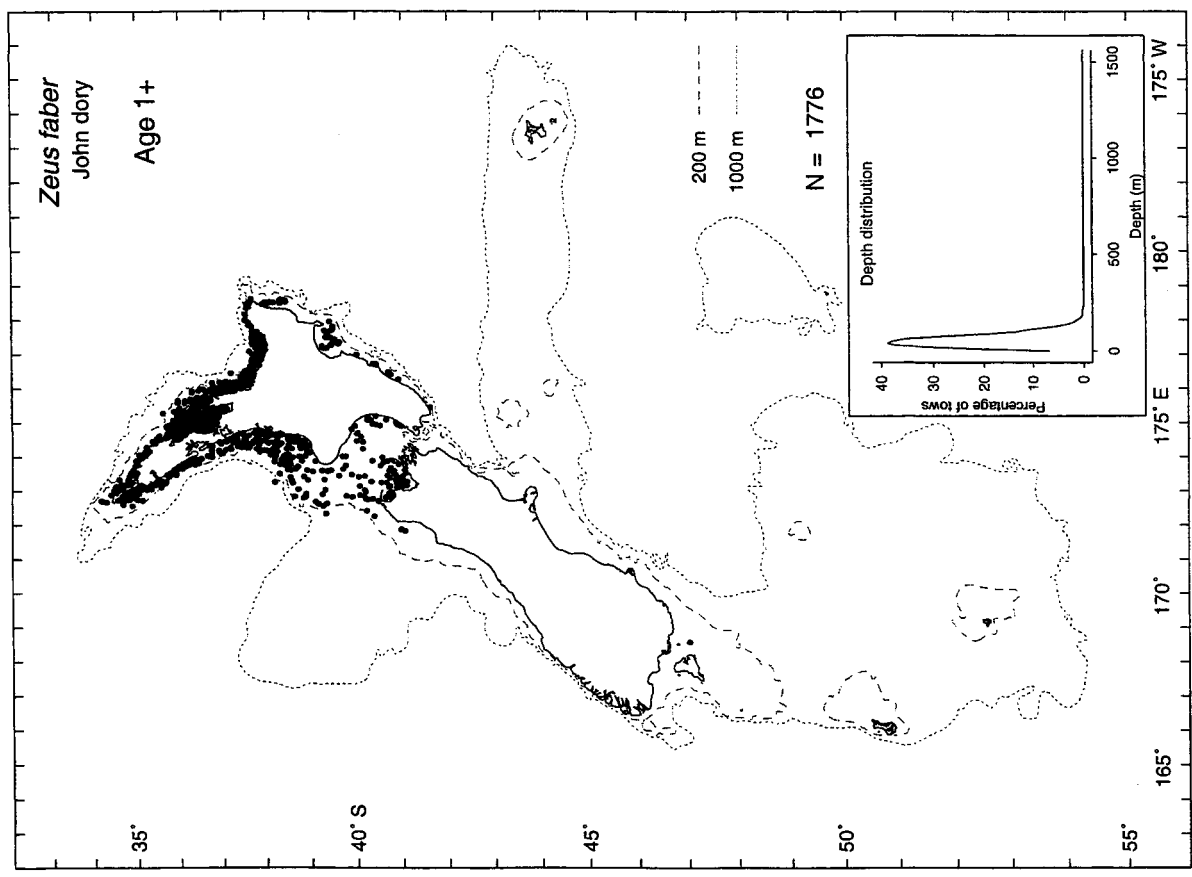 Zeus faber
John dory
Age 1+
200 m
1000 m
N = 1776
Depth distribution
Percentage of tows
40
30
20
10
0
0
500
1000
1500
Depth (m)
35°
40° S
45°
50°
55°
165°
170°
175° E
180°
175° W